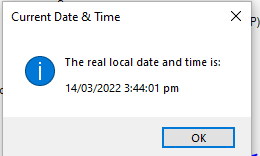 Current Date & Time
P)
The real local date and time is:
14/03/2022 3:44:01 pm
OK